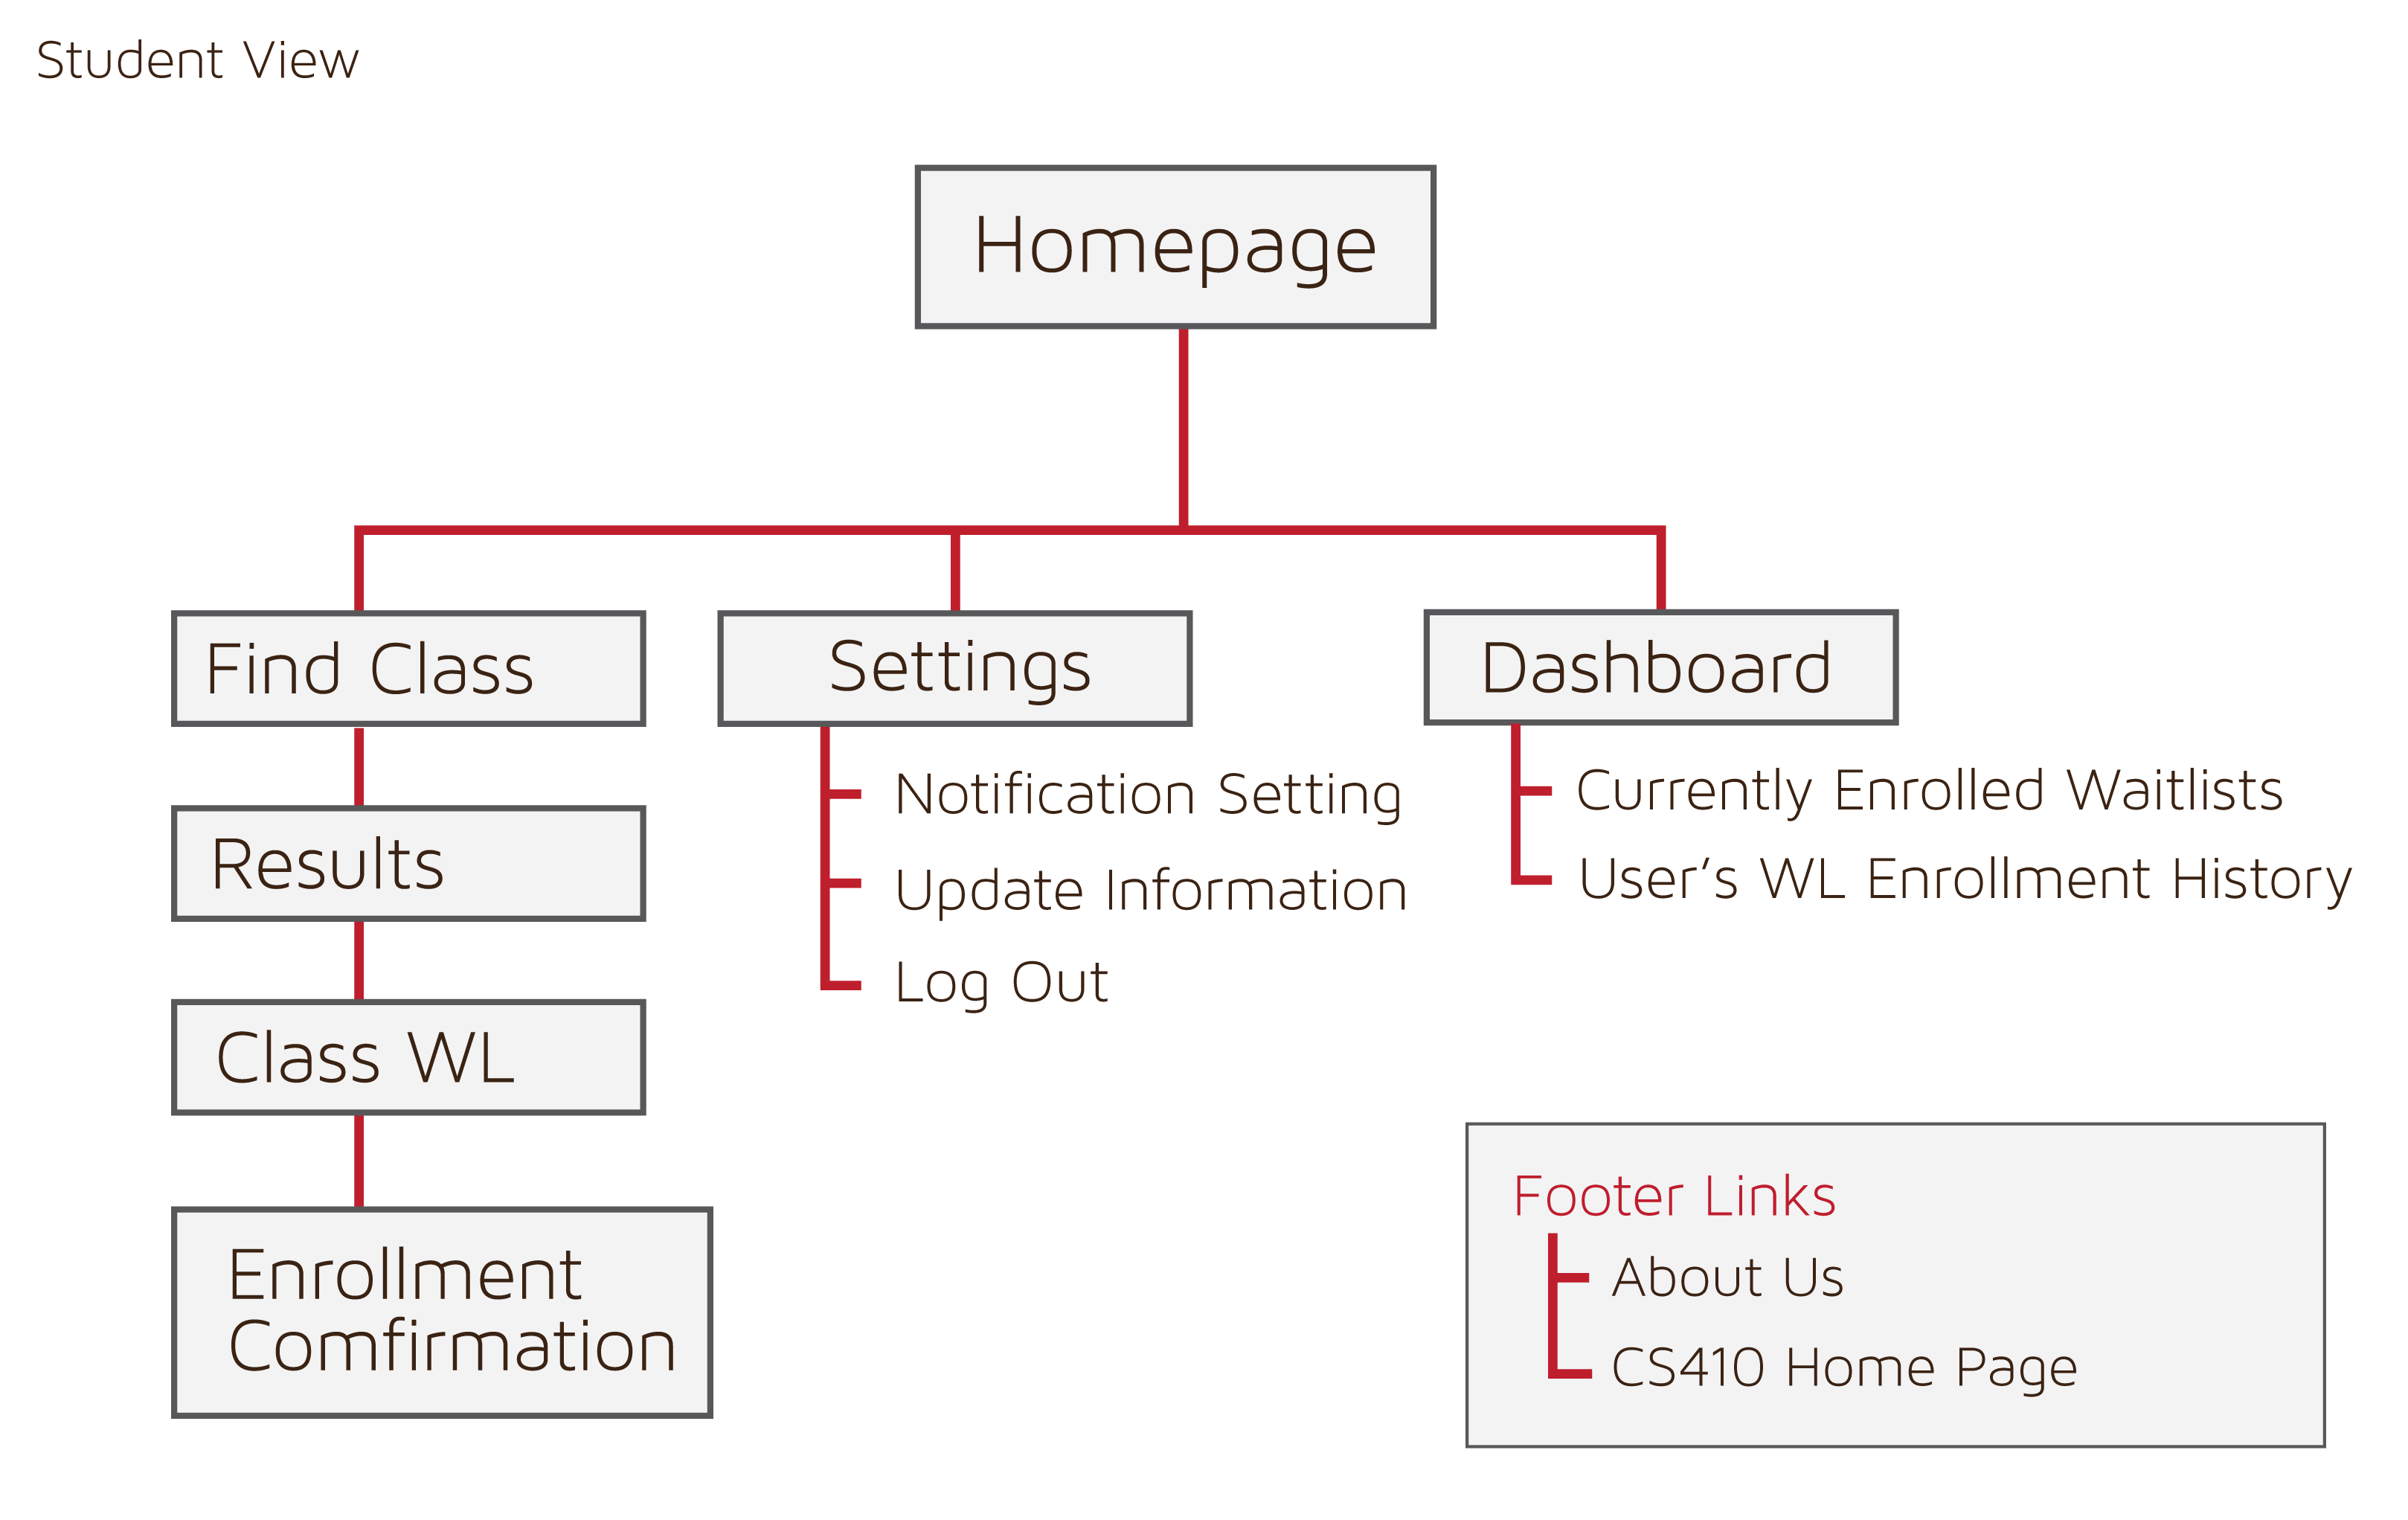 Student View
Homepage
Find Class
Settings
Dashboard
Notification Setting
Currently Enrolled Waitlists
Results
Update Information
User's WL Enrollment History
Log Out
Class WL
Footer Links
Enrollment
Comfirmation
About Us
CS410 Home Page